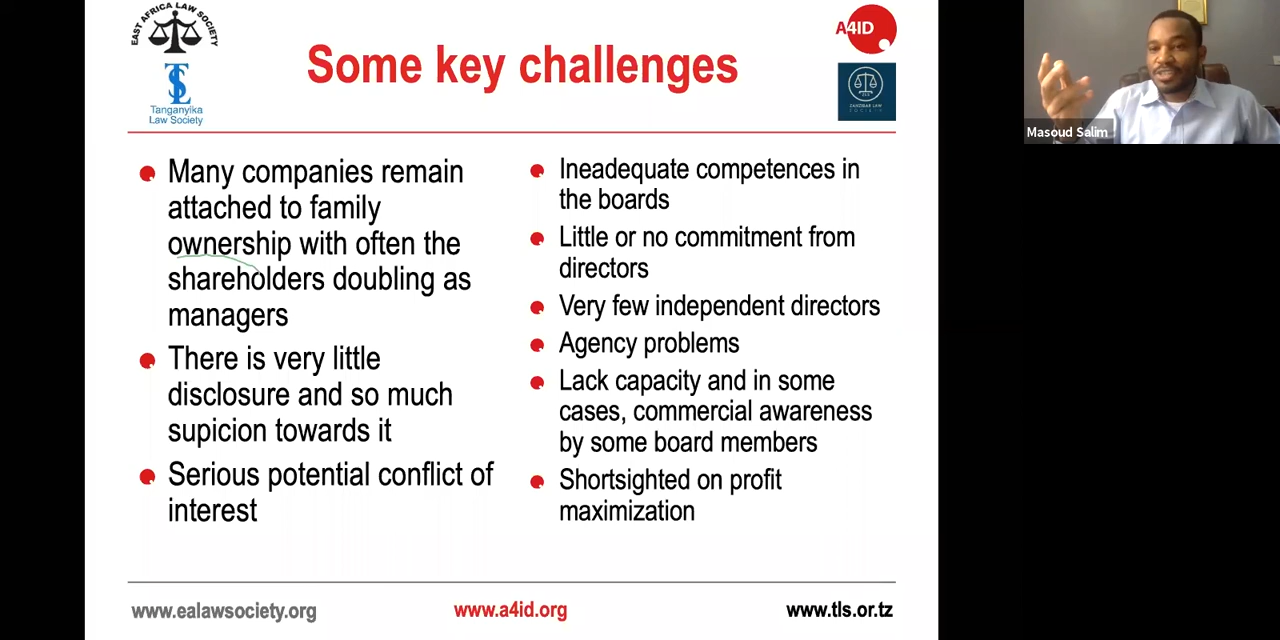 EAST AFRICA LAW SOCIETY
TLS
Tanganyika
Law Society
Some key challenges
A4ID
ZANZIBAR LAW
SOCIETY
Masoud Salim
Many companies remain
attached to family
ownership with often the
shareholders doubling as
managers
There is very little
disclosure and so much
supicion towards it
Serious potential conflict of
interest
Ineadequate competences in
the boards
Little or no commitment from
directors
Very few independent directors
Agency problems
Lack capacity and in some
cases, commercial awareness
by some board members
Shortsighted on profit
maximization
www.ealawsociety.org
www.a4id.org
www.tls.or.tz